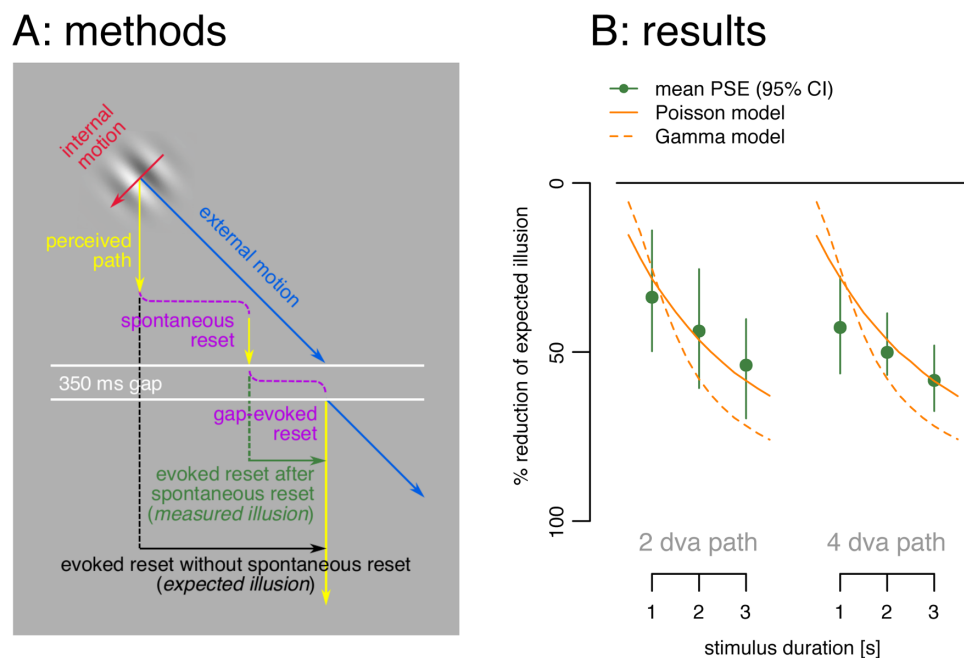 A: methods
internal
motion
perceived
path
external motion
spontaneous
reset
350 ms gap
gap-evoked
reset
evoked reset after
spontaneous reset
(measured illusion)
evoked reset without spontaneous reset
(expected illusion)
B: results
mean PSE (95% CI)
Poisson model
Gamma model
% reduction of expected illusion
0
50
100
2 dva path
4 dva path
1 2 3
1 2 3
stimulus duration [s]